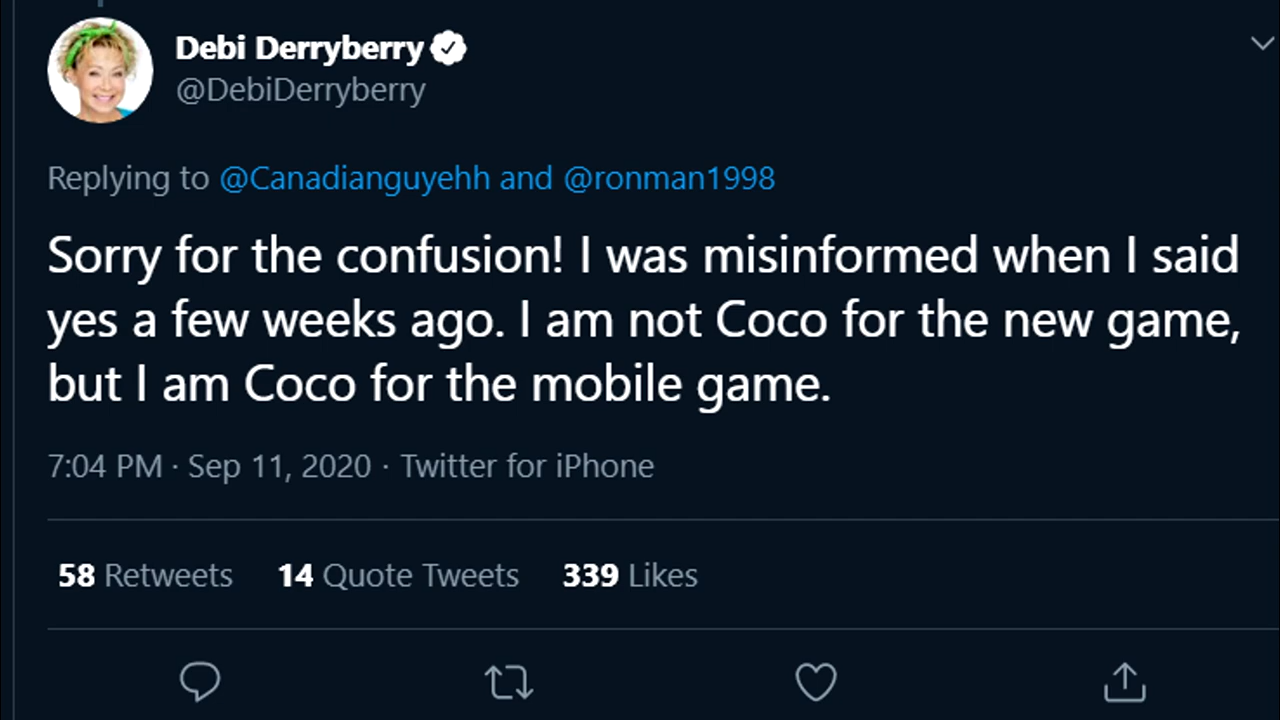 Debi Derryberry
@DebiDerryberry
Replying to @Canadianguyehh and @ronman1998
Sorry for the confusion! I was misinformed when I said
yes a few weeks ago. I am not Coco for the new game,
but I am Coco for the mobile game.
7:04 PM · Sep 11, 2020 · Twitter for iPhone
58 Retweets 14 Quote Tweets 339 Likes